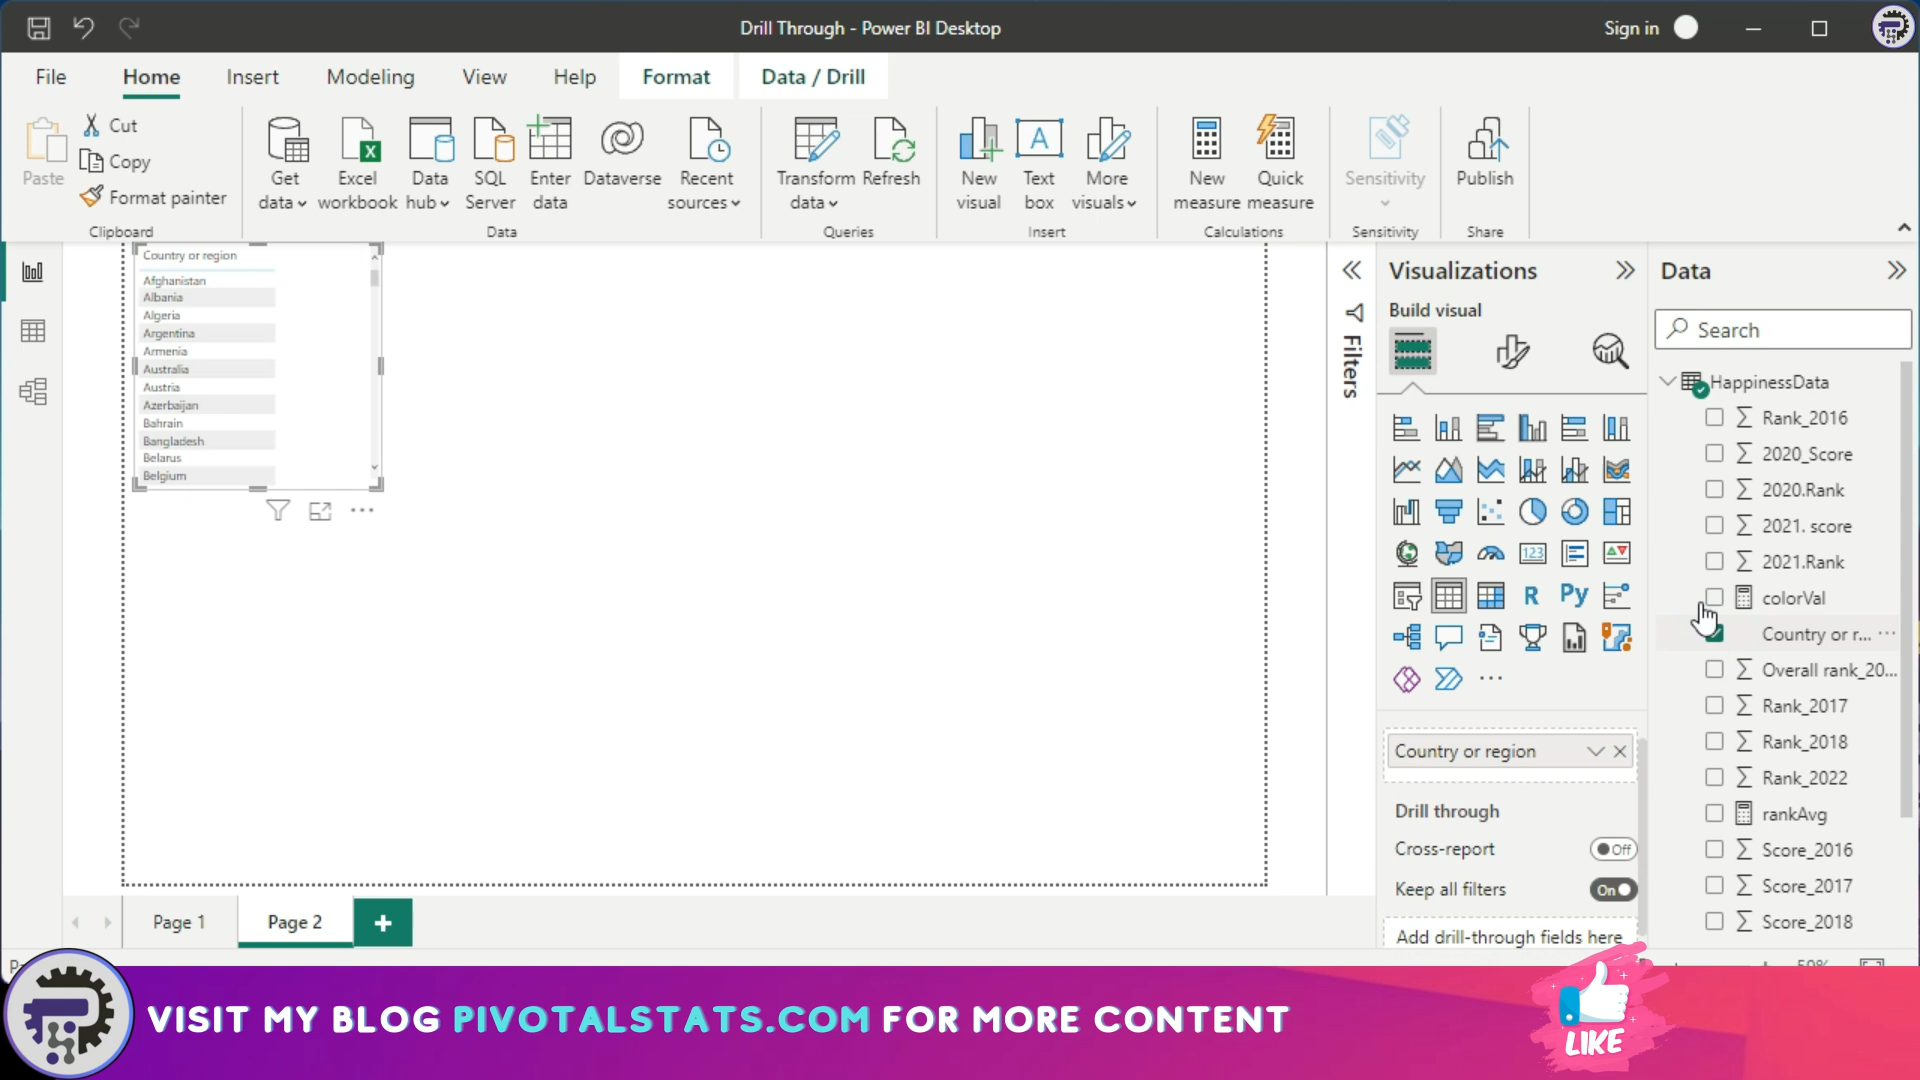 Drill Through - Power BI Desktop
Sign in
File
Home
Insert
Modeling
View
Help
Format
Data / Drill
Paste
Cut
Copy
Format painter
Clipboard
Get data
Excel workbook
Data hub
SQL Server
Enter data
Dataverse
Recent sources
Data
Transform data
Refresh
Queries
New visual
Text box
More visuals
Insert
New measure
Quick measure
Calculations
Sensitivity
Sensitivity
Publish
Share
Country or region
Afghanistan
Albania
Algeria
Argentina
Armenia
Australia
Austria
Azerbaijan
Bahrain
Bangladesh
Belarus
Belgium
Filters
Visualizations
Build visual
123
R
Py
Country or region
Drill through
Cross-report
Off
Keep all filters
On
Add drill-through fields here
Data
Search
HappinessData
Rank_2016
2020_Score
2020.Rank
2021. score
2021.Rank
colorVal
Country or r...
Overall rank_20...
Rank_2017
Rank_2018
Rank_2022
rankAvg
Score_2016
Score_2017
Score_2018
Page 1
Page 2
VISIT MY BLOG PIVOTALSTATS.COM FOR MORE CONTENT
LIKE